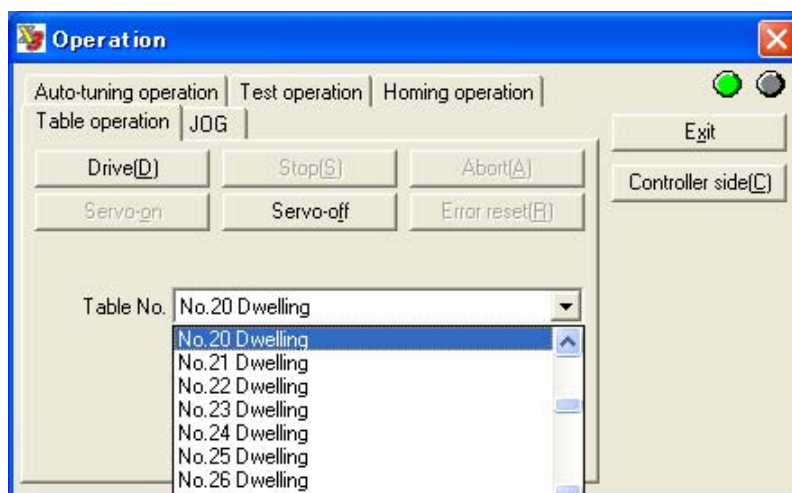 Operation
Auto-tuning operation Test operation Homing operation
Table operation JOG
Exit
Drive(D) Stop(S) Abort(A)
Controller side(C)
Servo-on Servo-off Error reset(R)
Table No. No.20 Dwelling
No.20 Dwelling
No.21 Dwelling
No.22 Dwelling
No.23 Dwelling
No.24 Dwelling
No.25 Dwelling
No.26 Dwelling